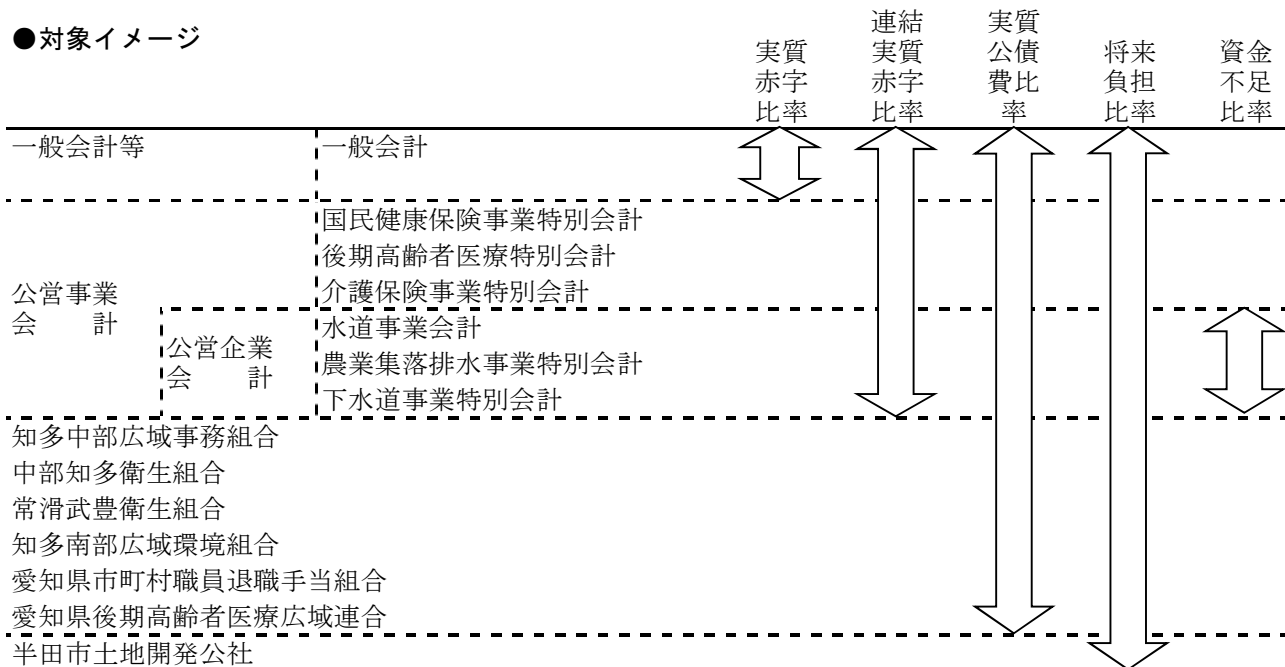 ●対象イメージ
実質
赤字
比率
連結
実質
赤字
比率
実質
公債
費比
率
将来
負担
比率
資金
不足
比率
一般会計等
一般会計
公営事業
会　　計
国民健康保険事業特別会計
後期高齢者医療特別会計
介護保険事業特別会計
公営企業
会　　計
水道事業会計
農業集落排水事業特別会計
下水道事業特別会計
知多中部広域事務組合
中部知多衛生組合
常滑武豊衛生組合
知多南部広域環境組合
愛知県市町村職員退職手当組合
愛知県後期高齢者医療広域連合
半田市土地開発公社